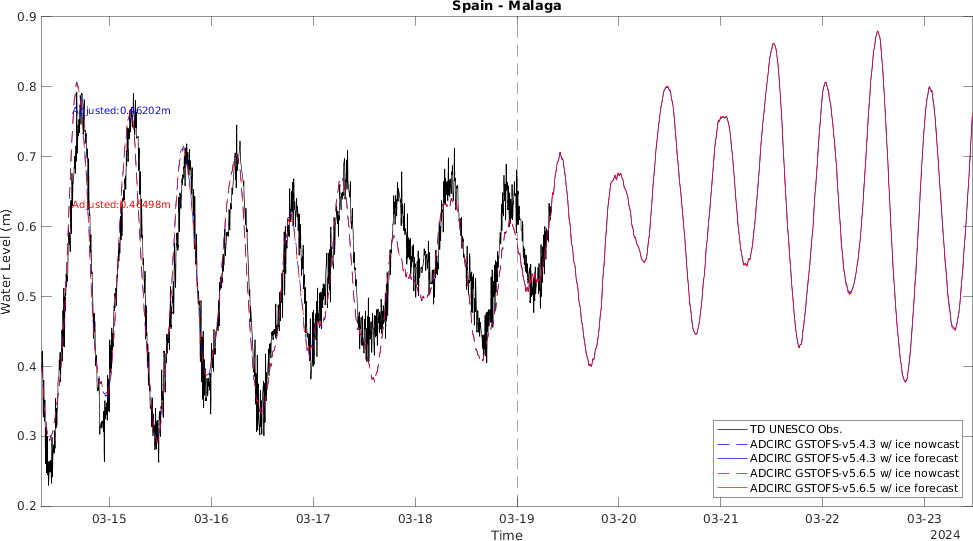 Spain - Malaga
0.9
0.8
0.7
0.6
0.5
0.4
0.3
0.2
Water Level (m)
Adjusted:0.46202m
Adjusted:0.46498m
TD UNESCO Obs.
ADCIRC GSTOFS-v5.4.3 w/ ice nowcast
ADCIRC GSTOFS-v5.4.3 w/ ice forecast
ADCIRC GSTOFS-v5.6.5 w/ ice nowcast
ADCIRC GSTOFS-v5.6.5 w/ ice forecast
03-15 03-16 03-17 03-18 03-19 03-20 03-21 03-22 03-23
Time
2024